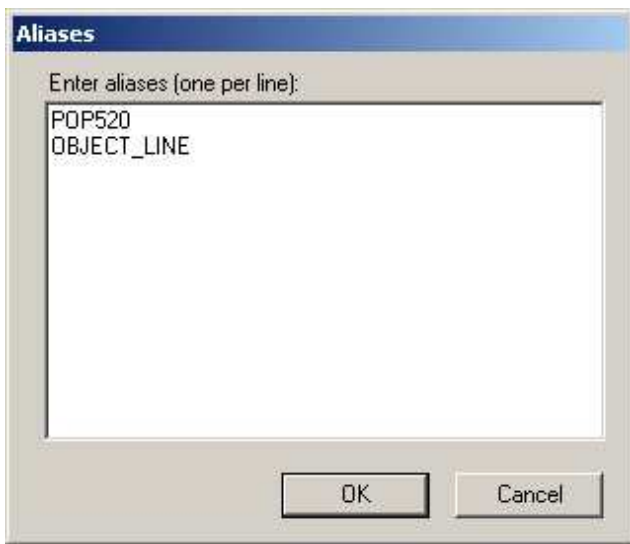 Aliases
Enter aliases (one per line):
POP520
OBJECT_LINE
OK
Cancel